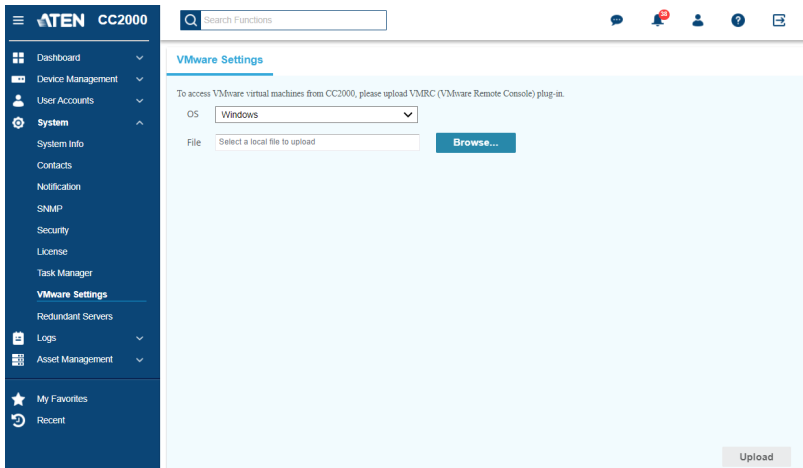 ATEN CC2000
Search Functions
38
Dashboard
Device Management
User Accounts
System
System Info
Contacts
Notification
SNMP
Security
License
Task Manager
VMware Settings
Redundant Servers
Logs
Asset Management
My Favorites
Recent
VMware Settings
To access VMware virtual machines from CC2000, please upload VMRC (VMware Remote Console) plug-in.
OS Windows
File Select a local file to upload Browse...
Upload